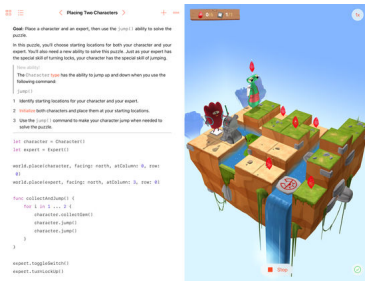 Placing Two Characters
Goal: Place a character and an expert, then use the jump() ability to solve the
puzzle.
In this puzzle, you'll choose starting locations for both your character and your
expert. You'll also need a new ability to solve this puzzle. Just as your expert has
the special skill of turning locks, your character has the special skill of jumping.
New ability!
The Character type has the ability to jump up and down when you use the
following command:
jump()
1 Identify starting locations for your character and your expert.
2 Initialize both characters and place them at your starting locations.
3 Use the jump() command to make your character jump when needed to
solve the puzzle.
let character = Character()
let expert = Expert()
world.place(character, facing: north, atColumn: 0, row:
0)
world.place(expert, facing: north, atColumn: 3, row: 0)
func collectAndJump() {
for i in 1 ... 2 {
character.collectGem()
character.jump()
character.jump()
}
}
expert.toggleSwitch()
expert.turnLockUp()
1x
Stop